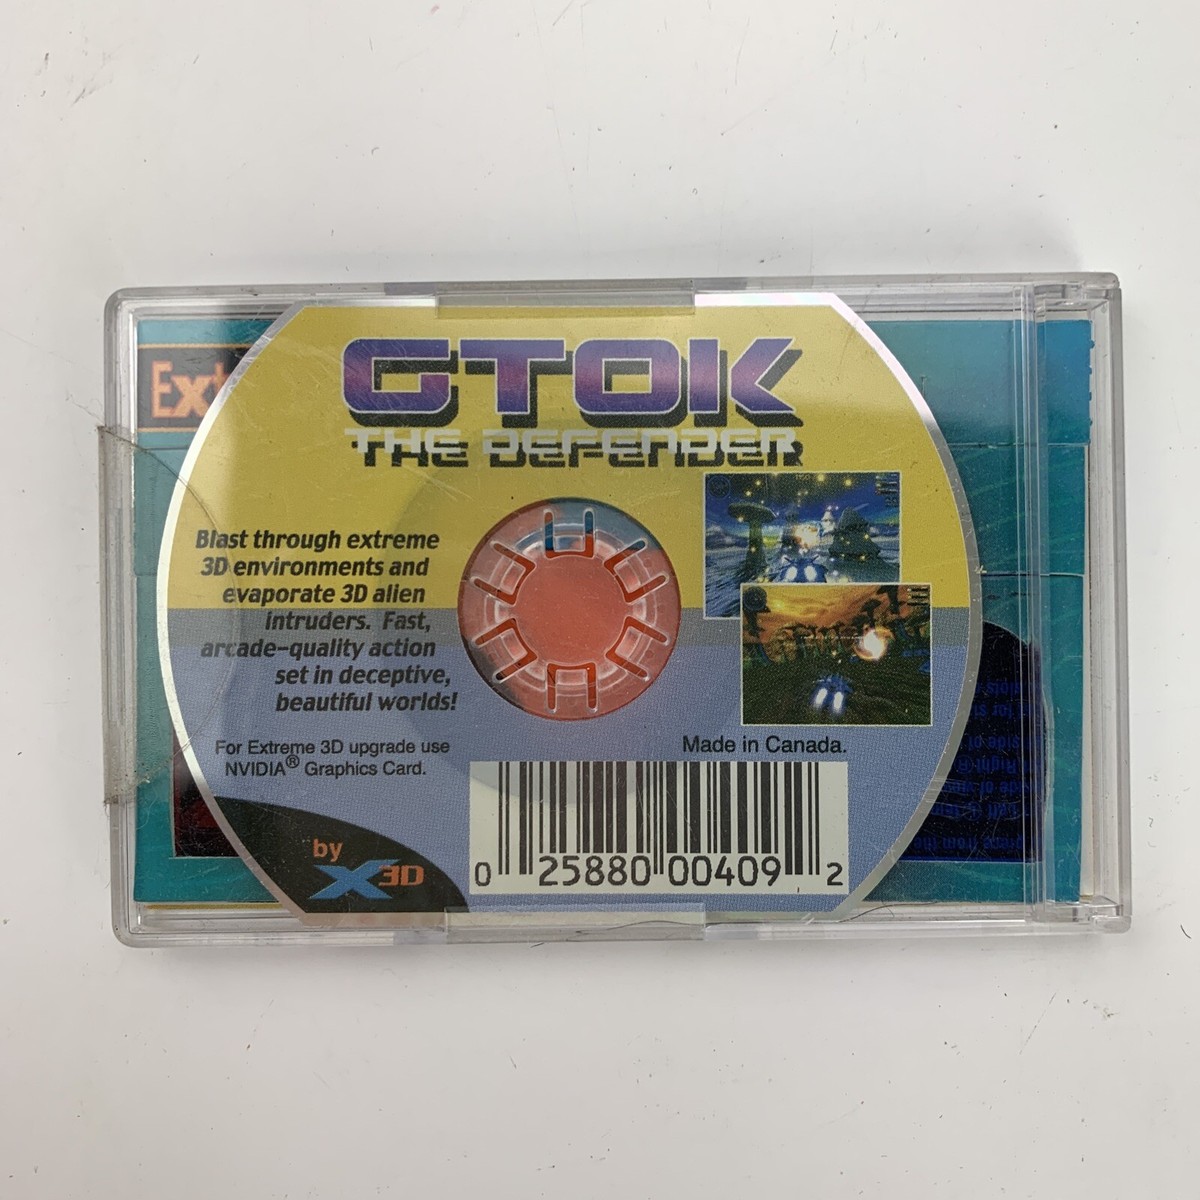 Ext
GTOK
THE DEFENDER
Blast through extreme
3D environments and
evaporate 3D alien
intruders. Fast,
arcade-quality action
set in deceptive,
beautiful worlds!
For Extreme 3D upgrade use
NVIDIA® Graphics Card.
Made in Canada.
by
X3D
0 25880 00409 2